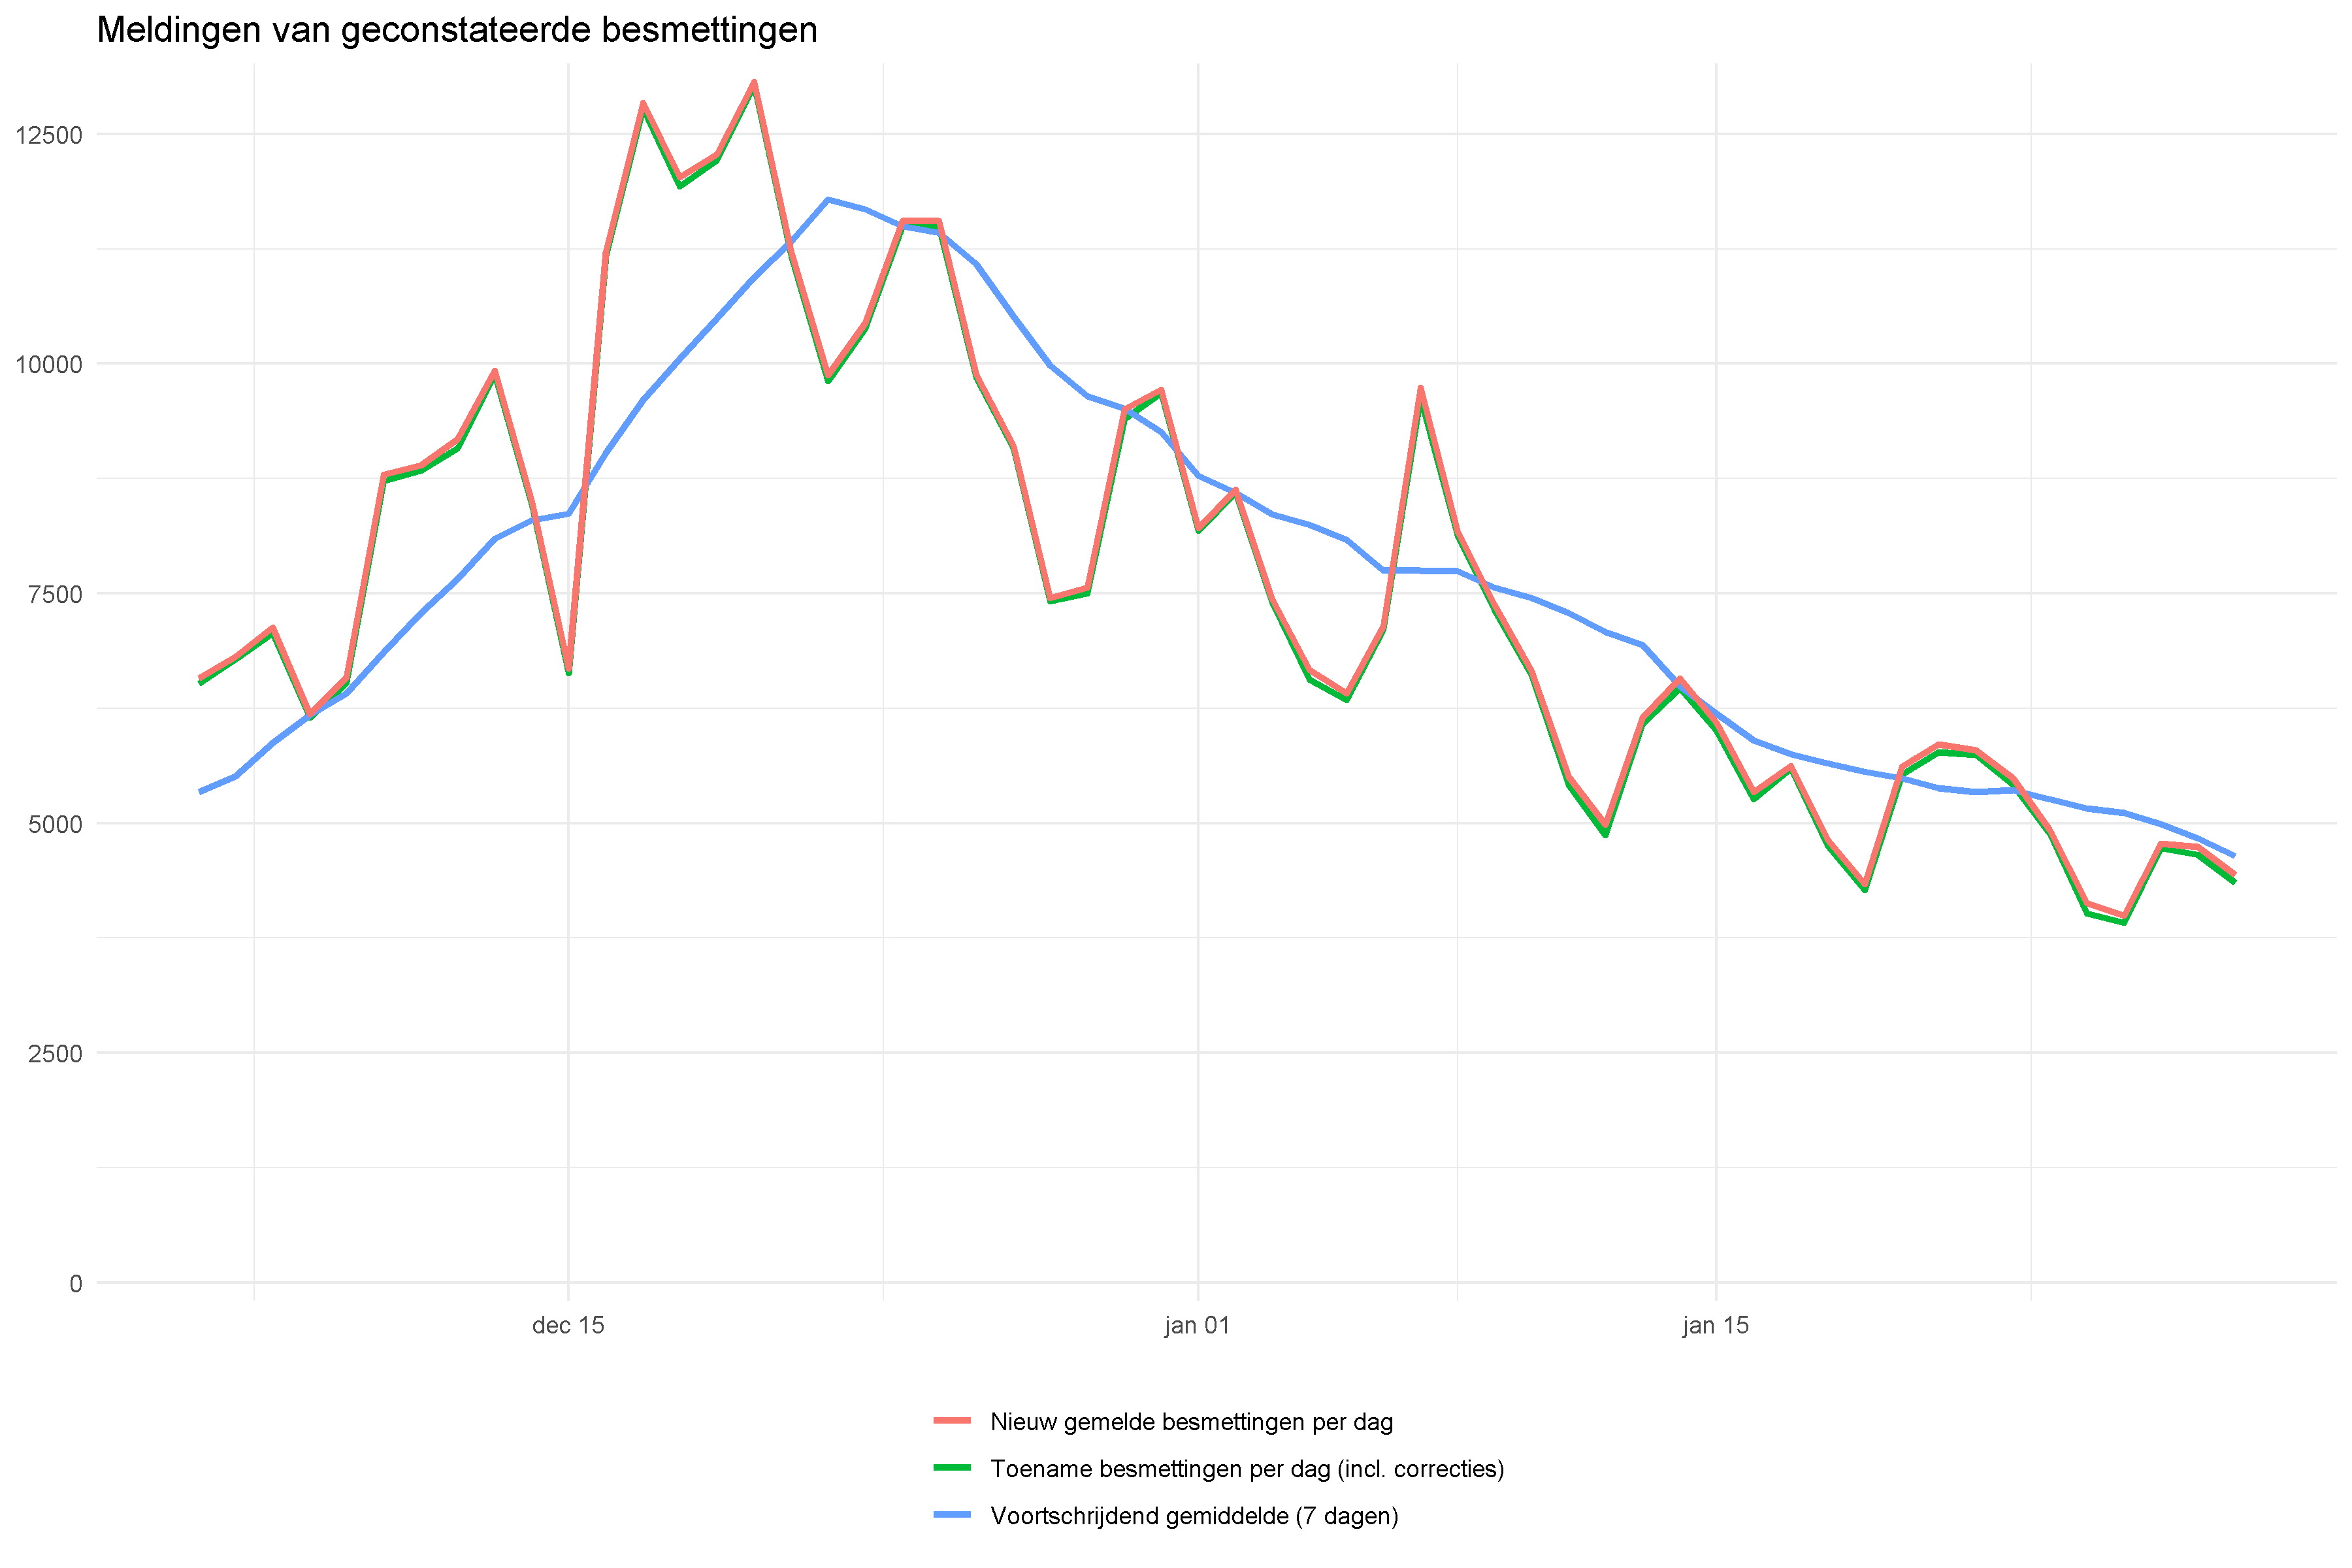 Meldingen van geconstateerde besmettingen
12500
10000
7500
5000
2500
0
dec 15
jan 01
jan 15
Nieuw gemelde besmettingen per dag
Toename besmettingen per dag (incl. correcties)
Voortschrijdend gemiddelde (7 dagen)